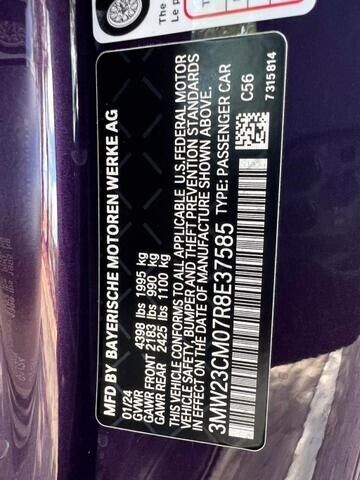 The
Le p
MFD BY BAYERISCHE MOTOREN WERKE AG
01/24
GVWR 4398 lbs 1995 kg
GAWR FRONT 2183 lbs 990 kg
GAWR REAR 2425 lbs 1100 kg
THIS VEHICLE CONFORMS TO ALL APPLICABLE U.S. FEDERAL MOTOR
VEHICLE SAFETY, BUMPER AND THEFT PREVENTION STANDARDS
IN EFFECT ON THE DATE OF MANUFACTURE SHOWN ABOVE.
3MW23CM07R8E37585 TYPE: PASSENGER CAR
C56
7 315 814